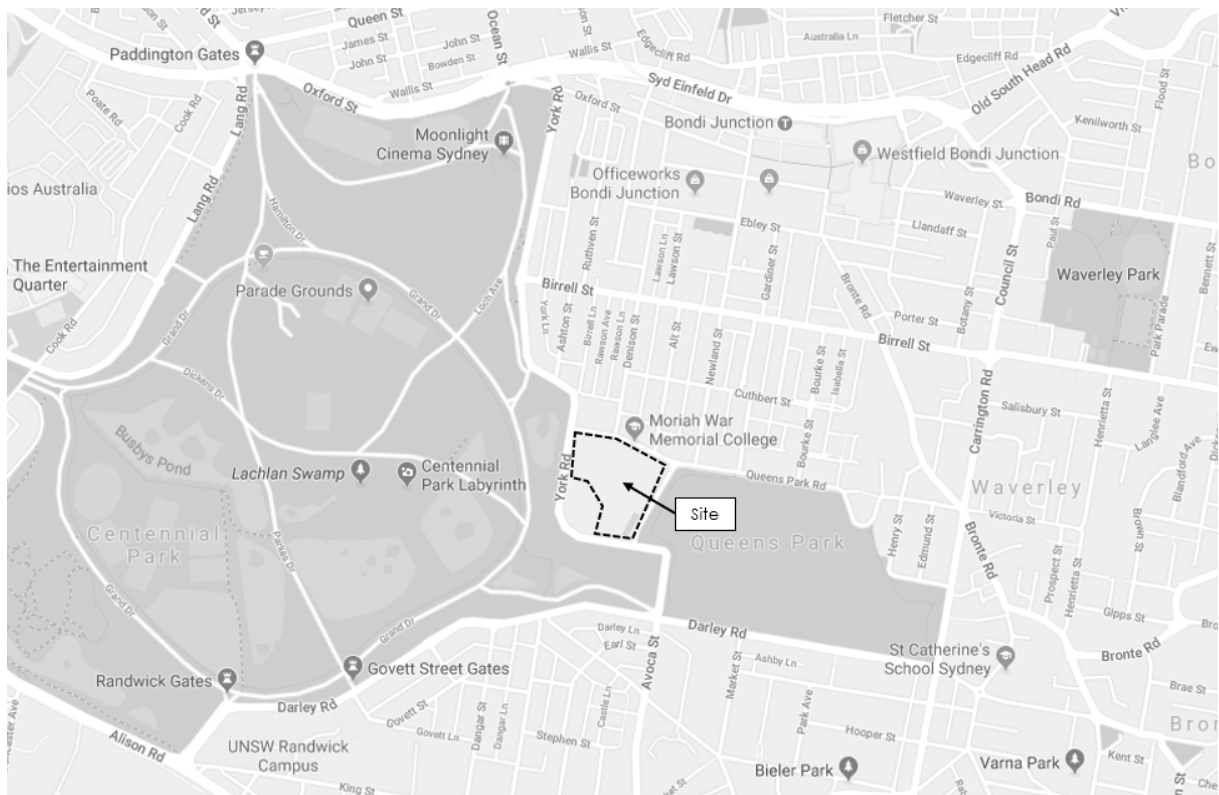 Queen St
Jersey Rd
Fletcher St
Paddington Gates
James St
John St
John St
Bowden St
Ocean St
Wallis St
Edgecliff Rd
Australia Ln
Edgecliff Rd
Old South Head Rd
Flood St
Poate Rd
Cook Rd
Lang Rd
Oxford St
Wallis St
York Rd
Oxford St
Syd Einfeld Dr
Bondi Junction
Kenilworth St
Moonlight
Cinema Sydney
Westfield Bondi Junction
ios Australia
Lang Rd
Officeworks
Bondi Junction
Waverley St
Bondi Rd
Hamilton Dr
Ruthven St
Lawson Ln
Lawson St
Ebley St
Gardiner St
Llandaff St
Council St
Paul St
Bennett St
The Entertainment
Quarter
Waverley Park
Parade Grounds
Grand Dr
Loch Ave
Birrell St
Bronte Rd
Porter St
Botany St
Park Parade
Cook Rd
Grand Dr
York Ln
Ashton St
Birrell Ln
Rawson Ave
Rawson Ln
Denison St
Alt St
Newland St
Bourke St
Isabella St
Birrell St
Dickens Dr
Cuthbert St
Carrington Rd
Salisbury St
Henrietta St
Langlee Ave
Blandford Ave
Moriah War
Memorial College
Bourke St
Busbys Pond
Lachlan Swamp
Centennial
Park Labyrinth
York Rd
Queens Park Rd
Waverley
Site
Victoria St
Brown St
Centennial
Park
Parkes Dr
Queens Park
Henry St
Edmund St
Bronte Rd
Prospect St
Henrietta St
Gipps St
Grand Dr
Grand Dr
Darley Ln
Earl St
Darley Rd
St Catherine's
School Sydney
Bronte Rd
Randwick Gates
Govett Street Gates
Avoca St
Market St
Ashby Ln
Brae St
Darley Rd
Govett St
Govett Ln
Dangar St
Dangar Ln
Castle Ln
Stephen St
Park Ave
Hooper St
Alison Rd
UNSW Randwick
Campus
Bieler Park
Varna Park
Kent St
King St